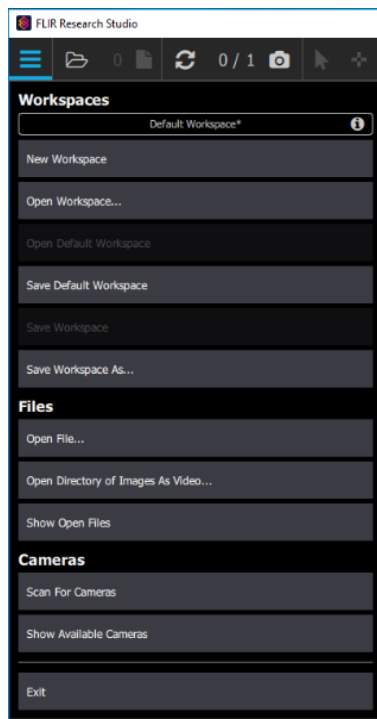 FLIR Research Studio
0 0 / 1
Workspaces
Default Workspace*
New Workspace
Open Workspace...
Open Default Workspace
Save Default Workspace
Save Workspace
Save Workspace As...
Files
Open File...
Open Directory of Images As Video...
Show Open Files
Cameras
Scan For Cameras
Show Available Cameras
Exit